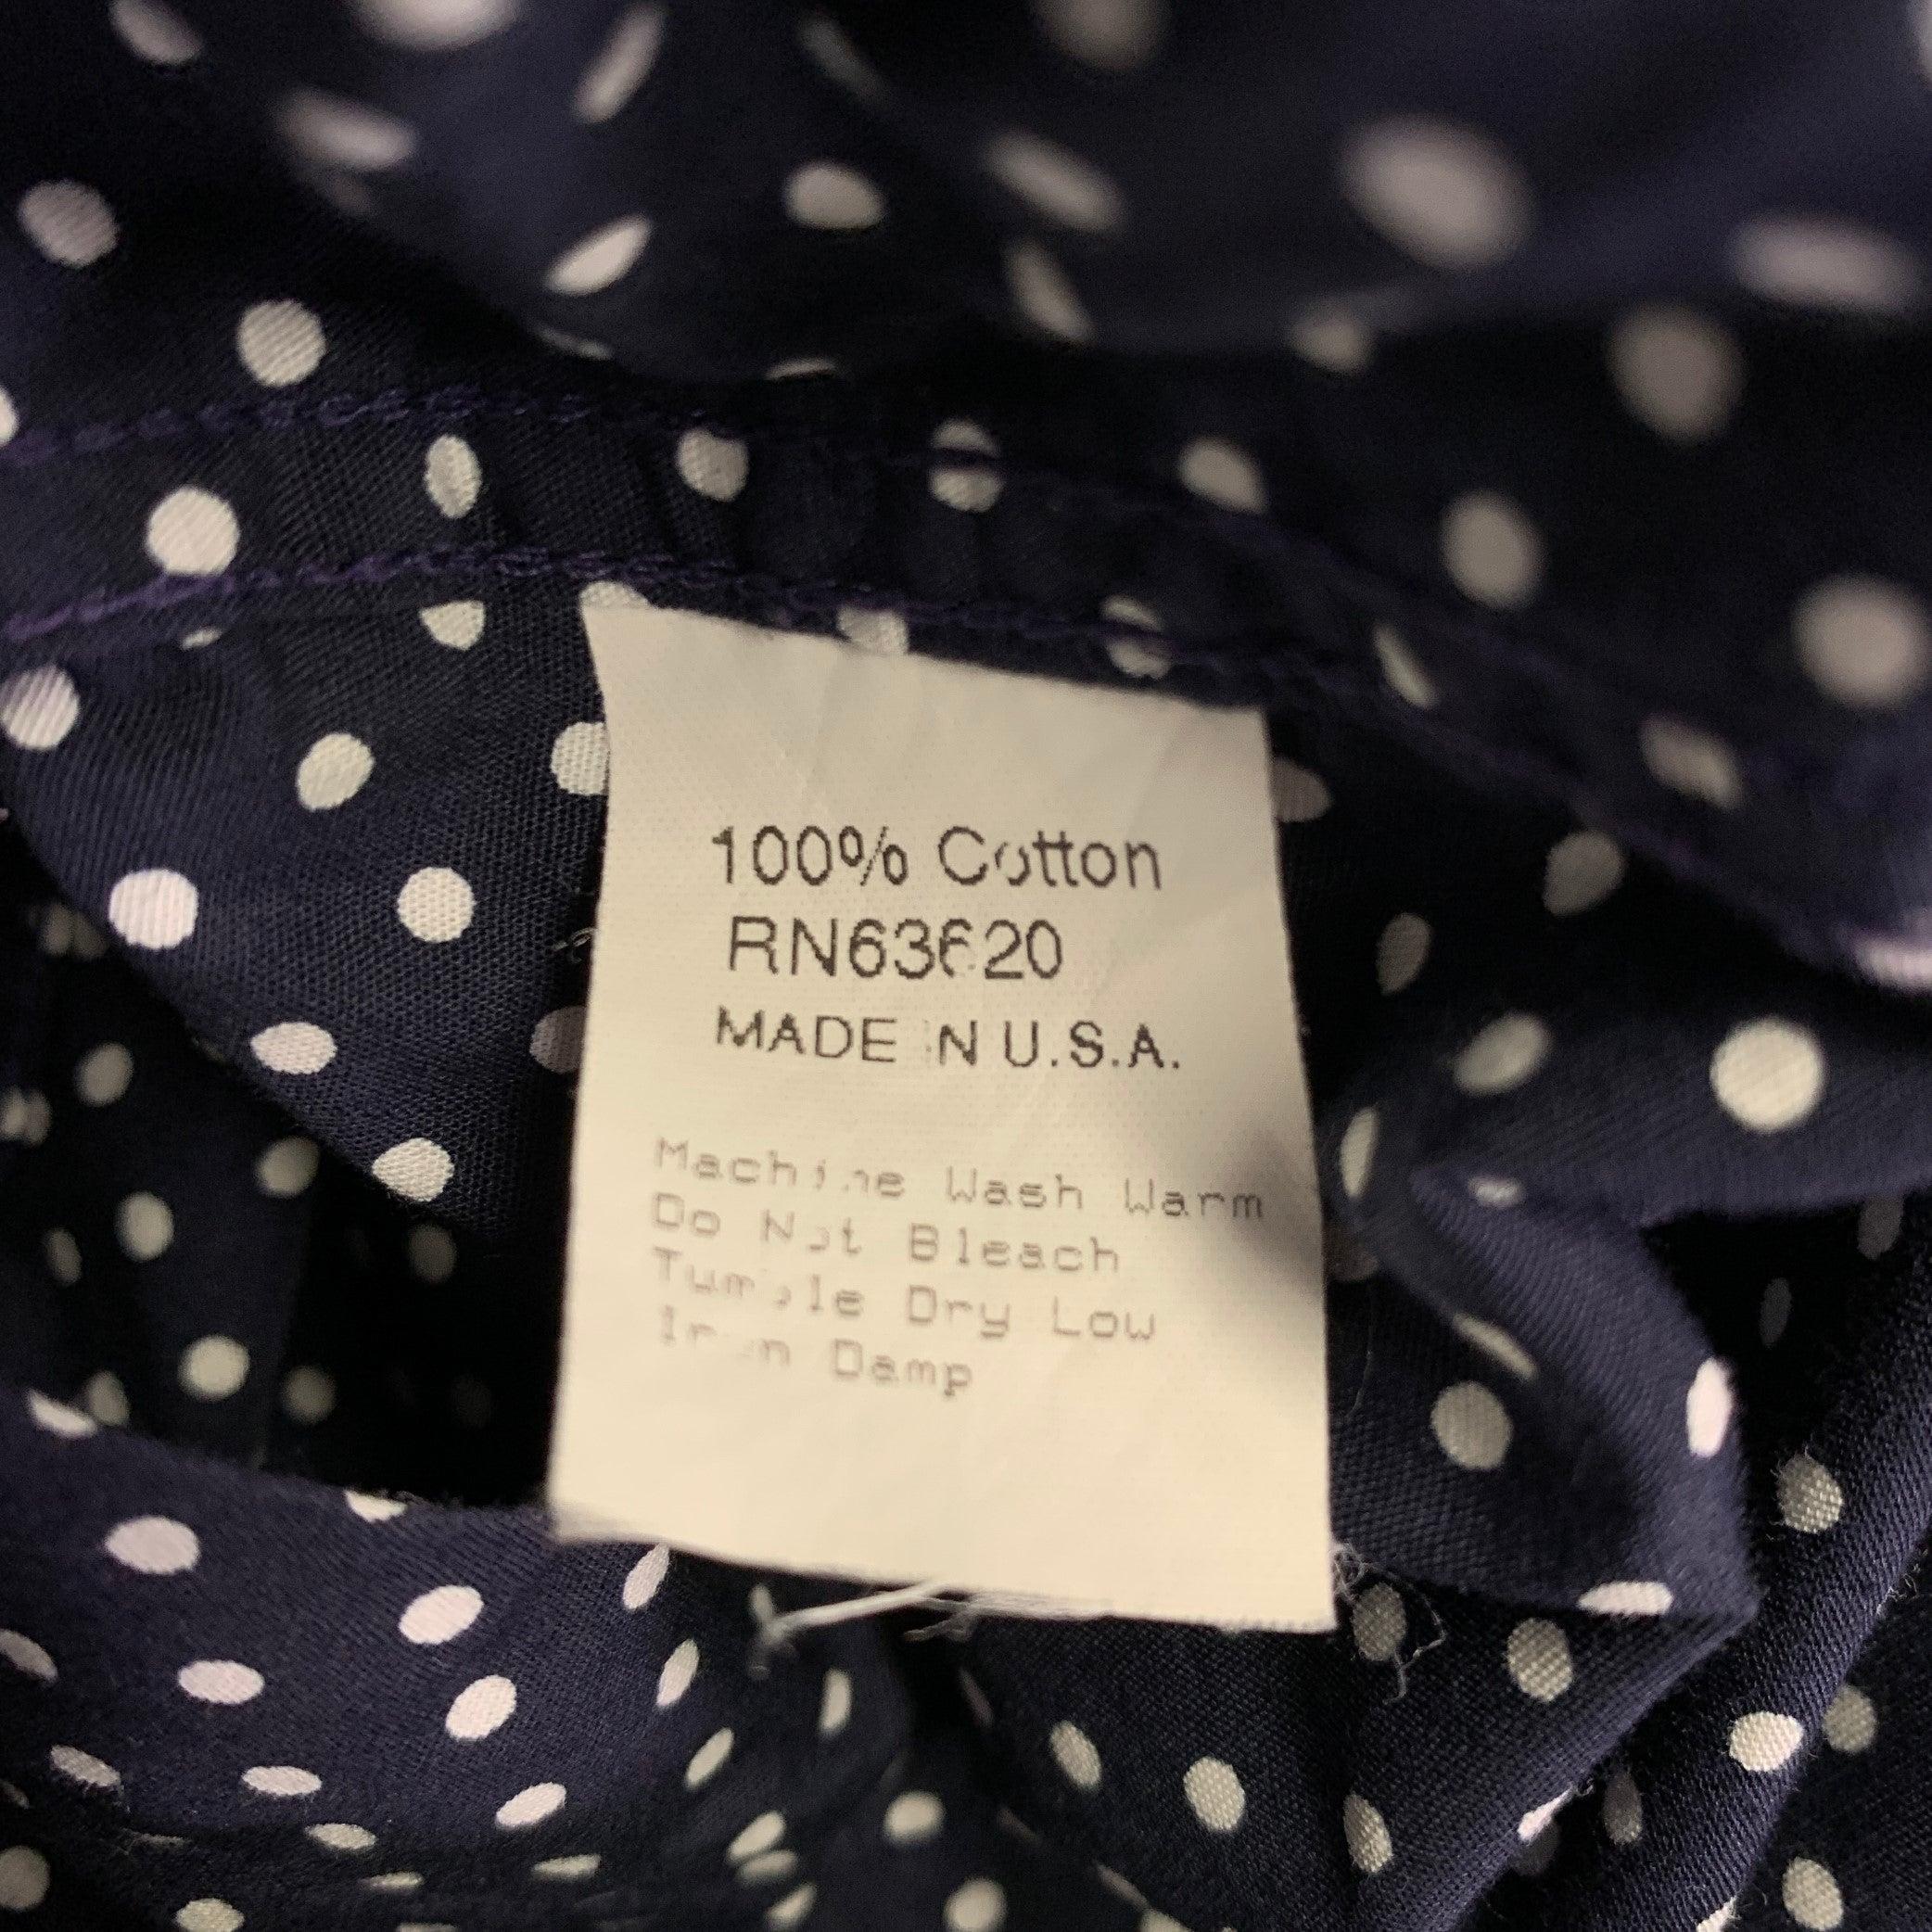 100% Cotton
RN63620
MADE IN U.S.A.
Machine Wash Warm
Do Not Bleach
Tumble Dry Low
Iron Damp